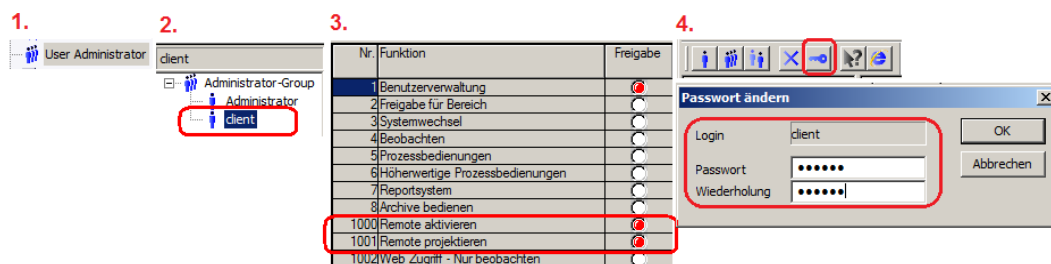 1.
User Administrator
2.
client
Administrator-Group
Administrator
client
3.
Nr. Funktion Freigabe
1 Benutzerverwaltung
2 Freigabe für Bereich
3 Systemwechsel
4 Beobachten
5 Prozessbedienungen
6 Höherwertige Prozessbedienungen
7 Reportsystem
8 Archive bedienen
1000 Remote aktivieren
1001 Remote projektieren
1002 Web Zugriff - Nur beobachten
4.
Passwort ändern
Login client
OK
Passwort ••••••
Abbrechen
Wiederholung ••••••